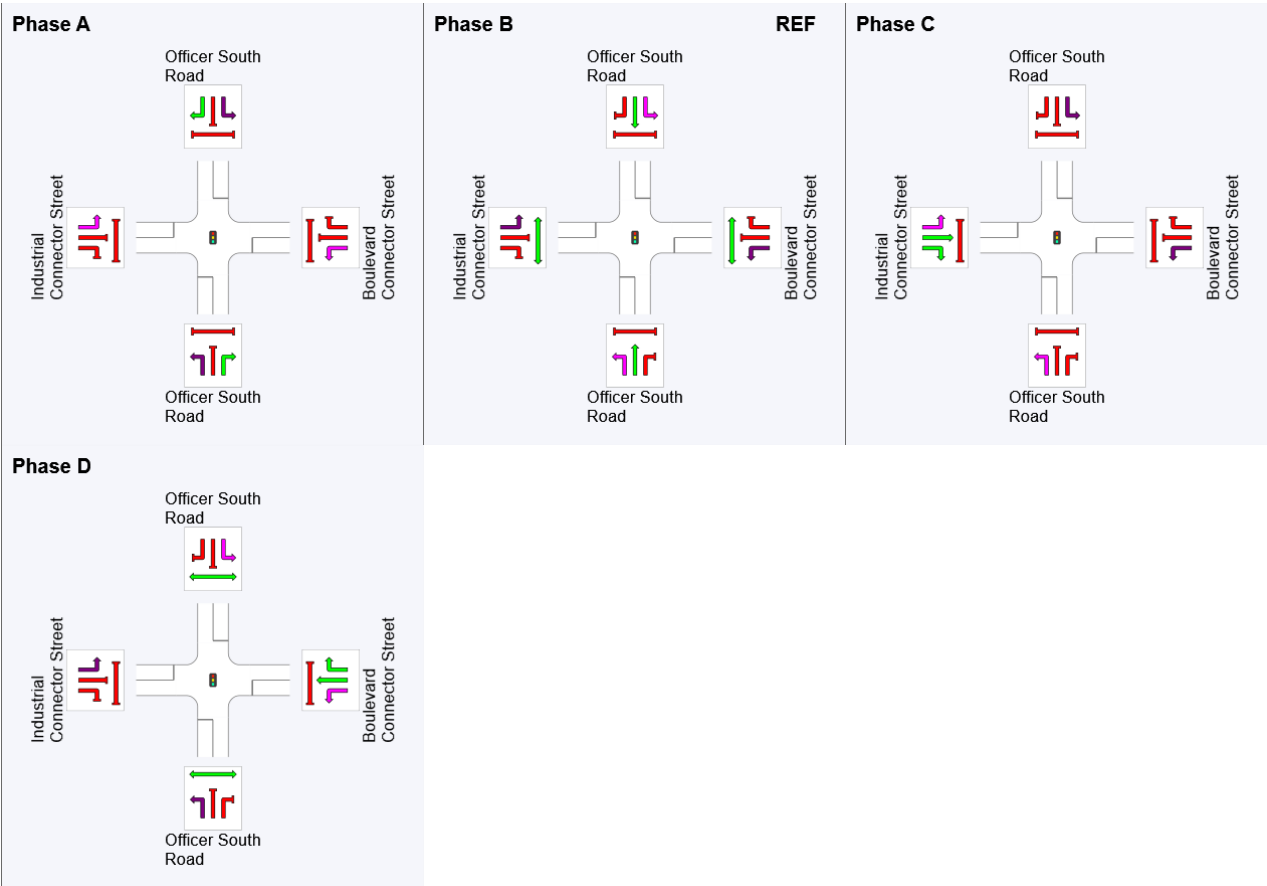 Phase A
Officer South
Road
Industrial
Connector Street
Boulevard
Connector Street
Officer South
Road
Phase B
REF
Officer South
Road
Industrial
Connector Street
Boulevard
Connector Street
Officer South
Road
Phase C
Officer South
Road
Industrial
Connector Street
Boulevard
Connector Street
Officer South
Road
Phase D
Officer South
Road
Industrial
Connector Street
Boulevard
Connector Street
Officer South
Road